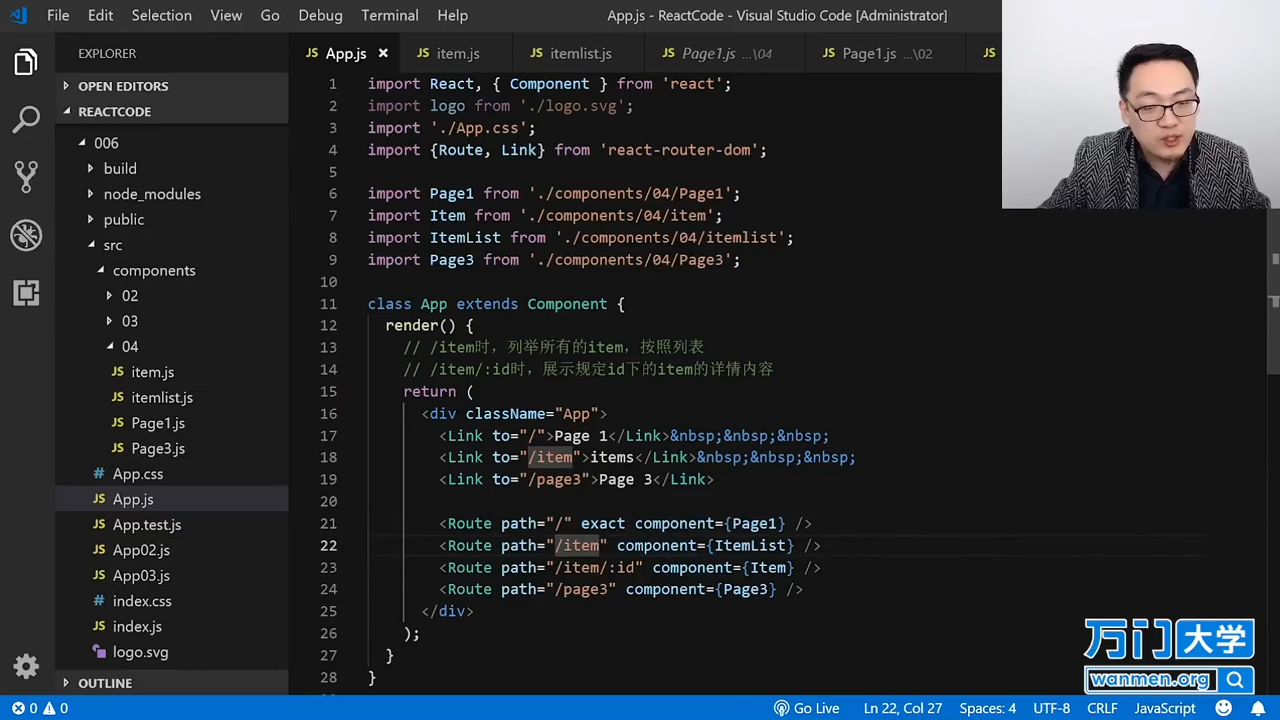 File Edit Selection View Go Debug Terminal Help
App.js - ReactCode - Visual Studio Code [Administrator]
EXPLORER
OPEN EDITORS
REACTCODE
006
build
node_modules
public
src
components
02
03
04
item.js
itemlist.js
Page1.js
Page3.js
App.css
App.js
App.test.js
App02.js
App03.js
index.css
index.js
logo.svg
OUTLINE
JS App.js × JS item.js JS itemlist.js JS Page1.js ...\04 JS Page1.js ...\02 JS
1 import React, { Component } from 'react';
2 import logo from './logo.svg';
3 import './App.css';
4 import {Route, Link} from 'react-router-dom';
5
6 import Page1 from './components/04/Page1';
7 import Item from './components/04/item';
8 import ItemList from './components/04/itemlist';
9 import Page3 from './components/04/Page3';
10
11 class App extends Component {
12 render() {
13 // /item时，列举所有的item，按照列表
14 // /item/:id时，展示规定id下的item的详情内容
15 return (
16 <div className="App">
17 <Link to="/">Page 1</Link>&nbsp;&nbsp;&nbsp;
18 <Link to="/item">items</Link>&nbsp;&nbsp;&nbsp;
19 <Link to="/page3">Page 3</Link>
20
21 <Route path="/" exact component={Page1} />
22 <Route path="/item" component={ItemList} />
23 <Route path="/item/:id" component={Item} />
24 <Route path="/page3" component={Page3} />
25 </div>
26 );
27 }
28 }
万门大学
wanmen.org
0 0 Go Live Ln 22, Col 27 Spaces: 4 UTF-8 CRLF JavaScript